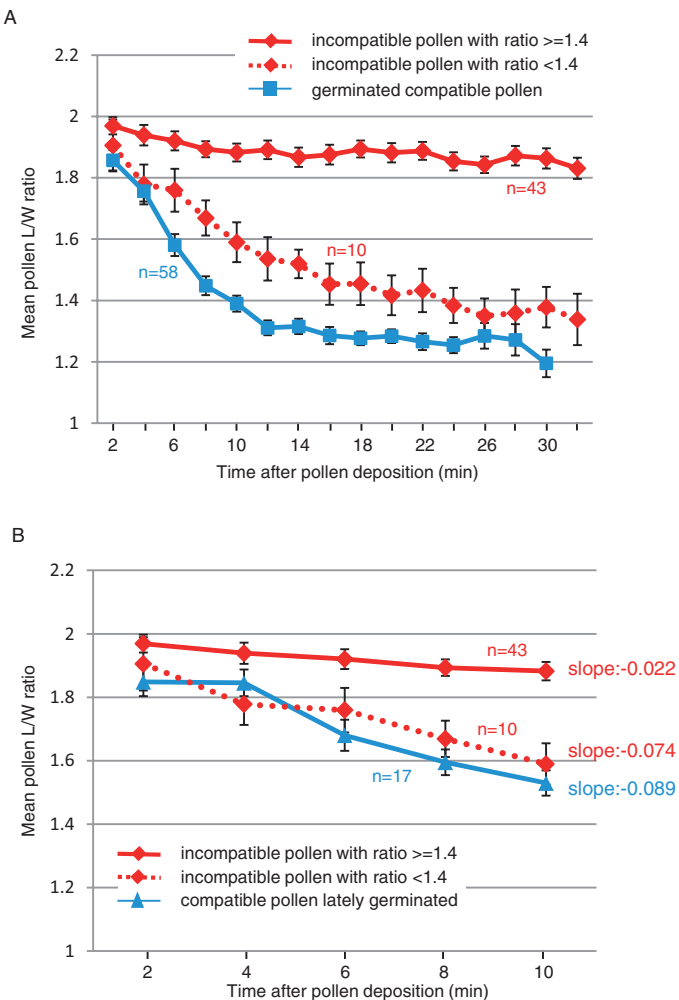 A
incompatible pollen with ratio >=1.4
incompatible pollen with ratio <1.4
germinated compatible pollen
2.2
2
1.8
1.6
1.4
1.2
1
Mean pollen L/W ratio
n=43
n=10
n=58
2 6 10 14 18 22 26 30
Time after pollen deposition (min)
B
2.2
2
1.8
1.6
1.4
1.2
1
Mean pollen L/W ratio
n=43
slope:-0.022
n=10
slope:-0.074
n=17
slope:-0.089
incompatible pollen with ratio >=1.4
incompatible pollen with ratio <1.4
compatible pollen lately germinated
2 4 6 8 10
Time after pollen deposition (min)